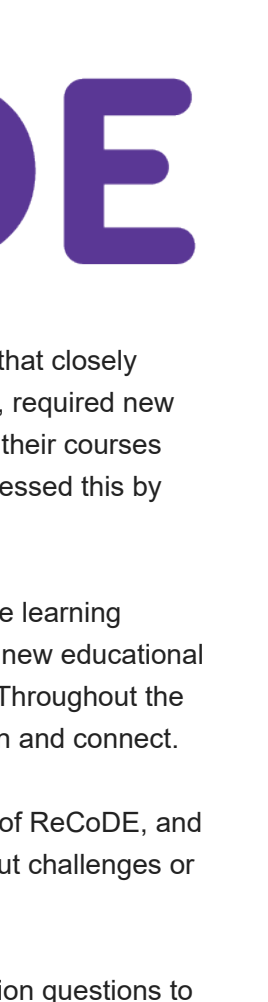 DE
that closely
, required new
their courses
essed this by
e learning
new educational
Throughout the
n and connect.
of ReCoDE, and
ut challenges or
ion questions to